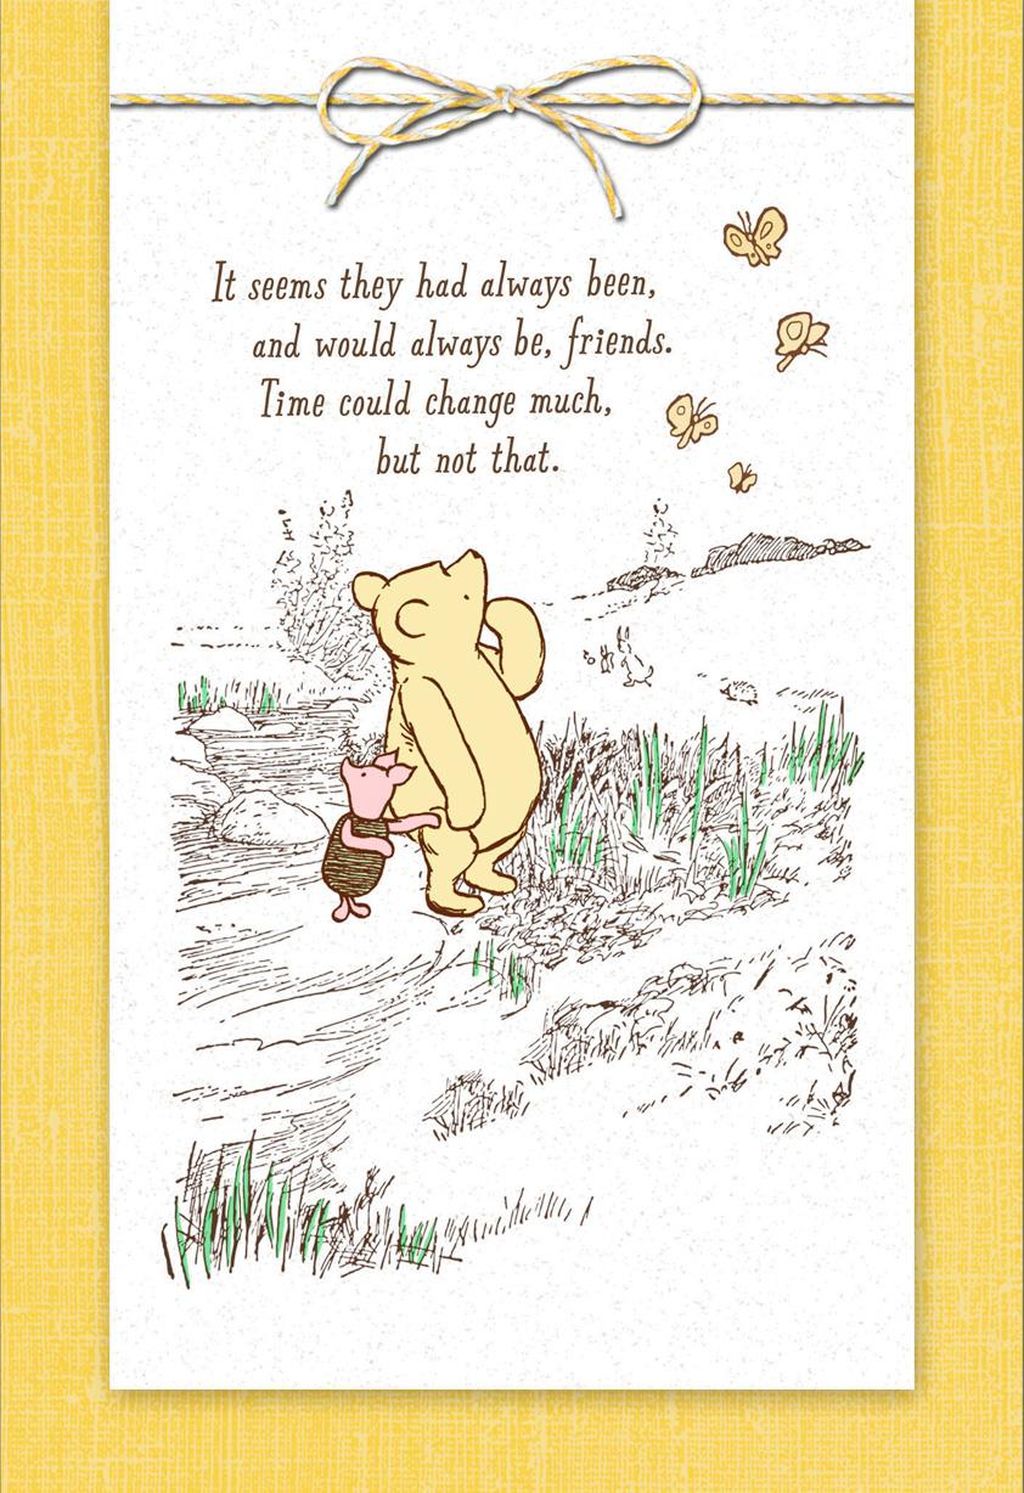 It seems they had always been,
and would always be, friends.
Time could change much,
but not that.